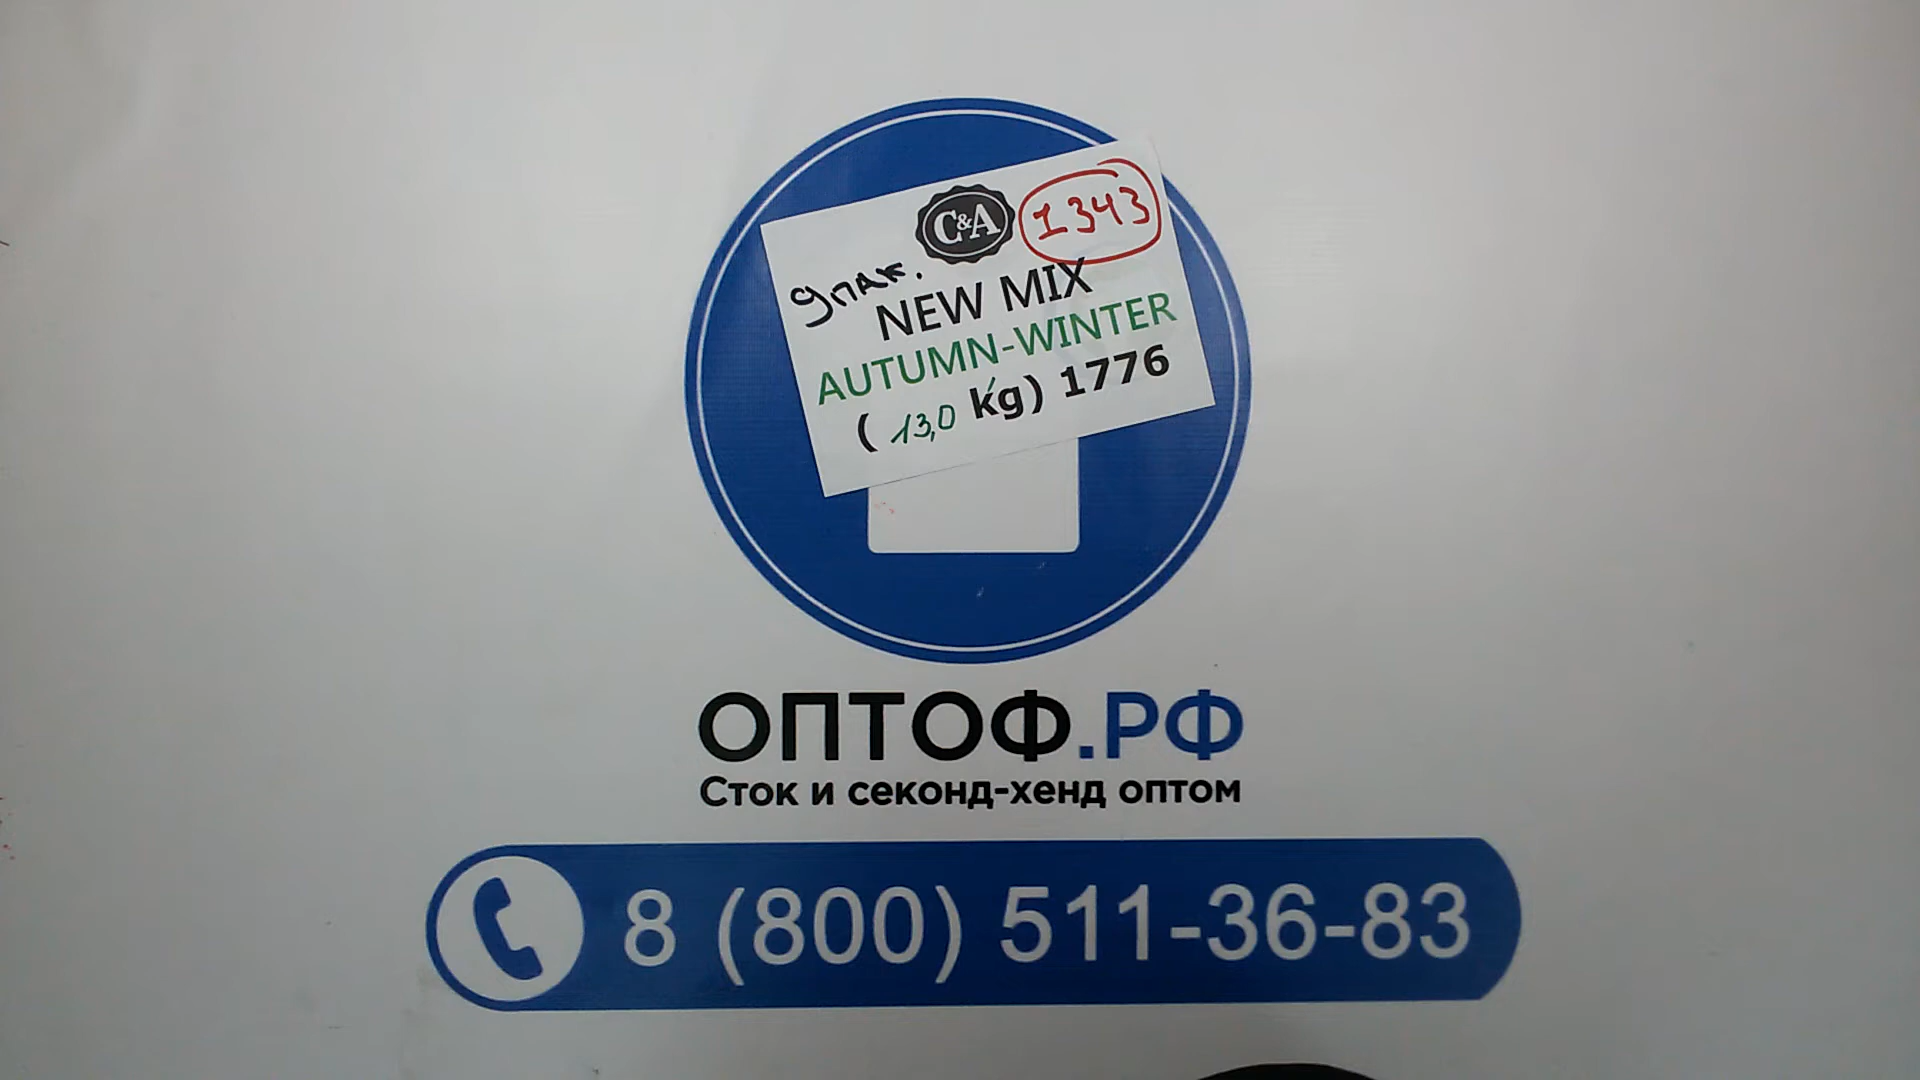 C&A 1343
9 пак.
NEW MIX
AUTUMN-WINTER
( 13,0 kg) 1776
ОПТОФ.РФ
Сток и секонд-хенд оптом
8 (800) 511-36-83